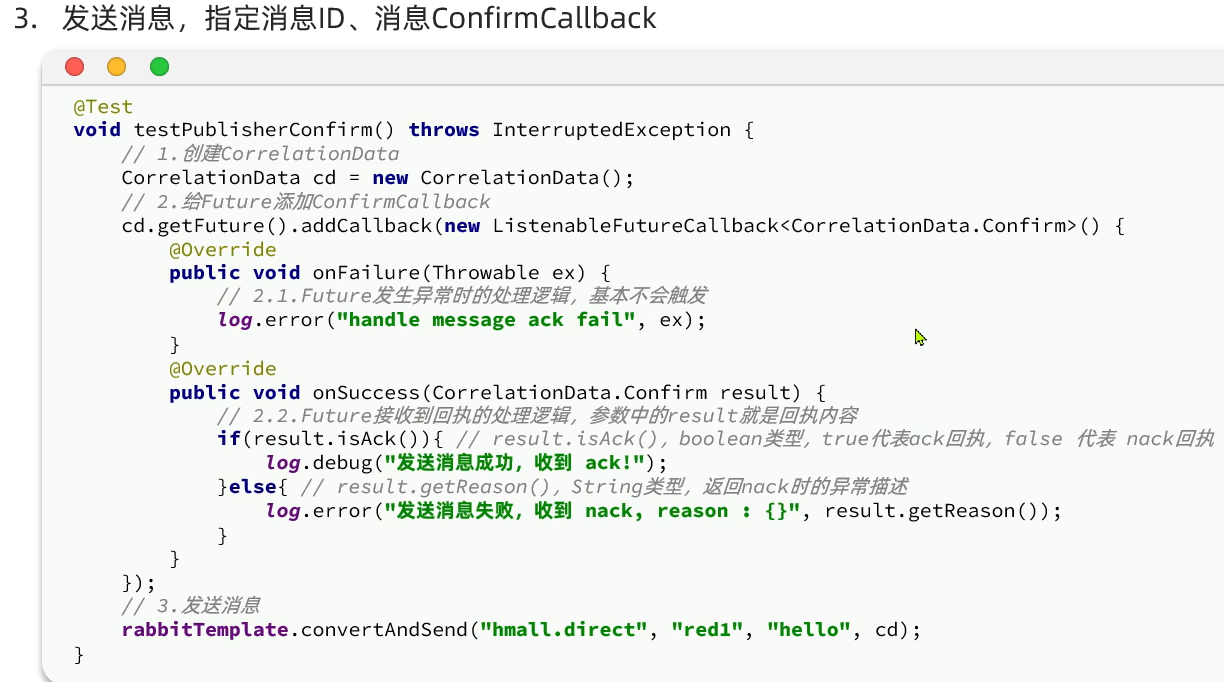 3. 发送消息，指定消息ID、消息ConfirmCallback
@Test
void testPublisherConfirm() throws InterruptedException {
    // 1.创建CorrelationData
    CorrelationData cd = new CorrelationData();
    // 2.给Future添加ConfirmCallback
    cd.getFuture().addCallback(new ListenableFutureCallback<CorrelationData.Confirm>() {
        @Override
        public void onFailure(Throwable ex) {
            // 2.1.Future发生异常时的处理逻辑，基本不会触发
            log.error("handle message ack fail", ex);
        }
        @Override
        public void onSuccess(CorrelationData.Confirm result) {
            // 2.2.Future接收到回执的处理逻辑，参数中的result就是回执内容
            if(result.isAck()){ // result.isAck()，boolean类型，true代表ack回执，false 代表 nack回执
                log.debug("发送消息成功，收到 ack!");
            }else{ // result.getReason()，String类型，返回nack时的异常描述
                log.error("发送消息失败，收到 nack, reason : {}", result.getReason());
            }
        }
    });
    // 3.发送消息
    rabbitTemplate.convertAndSend("hmall.direct", "red1", "hello", cd);
}